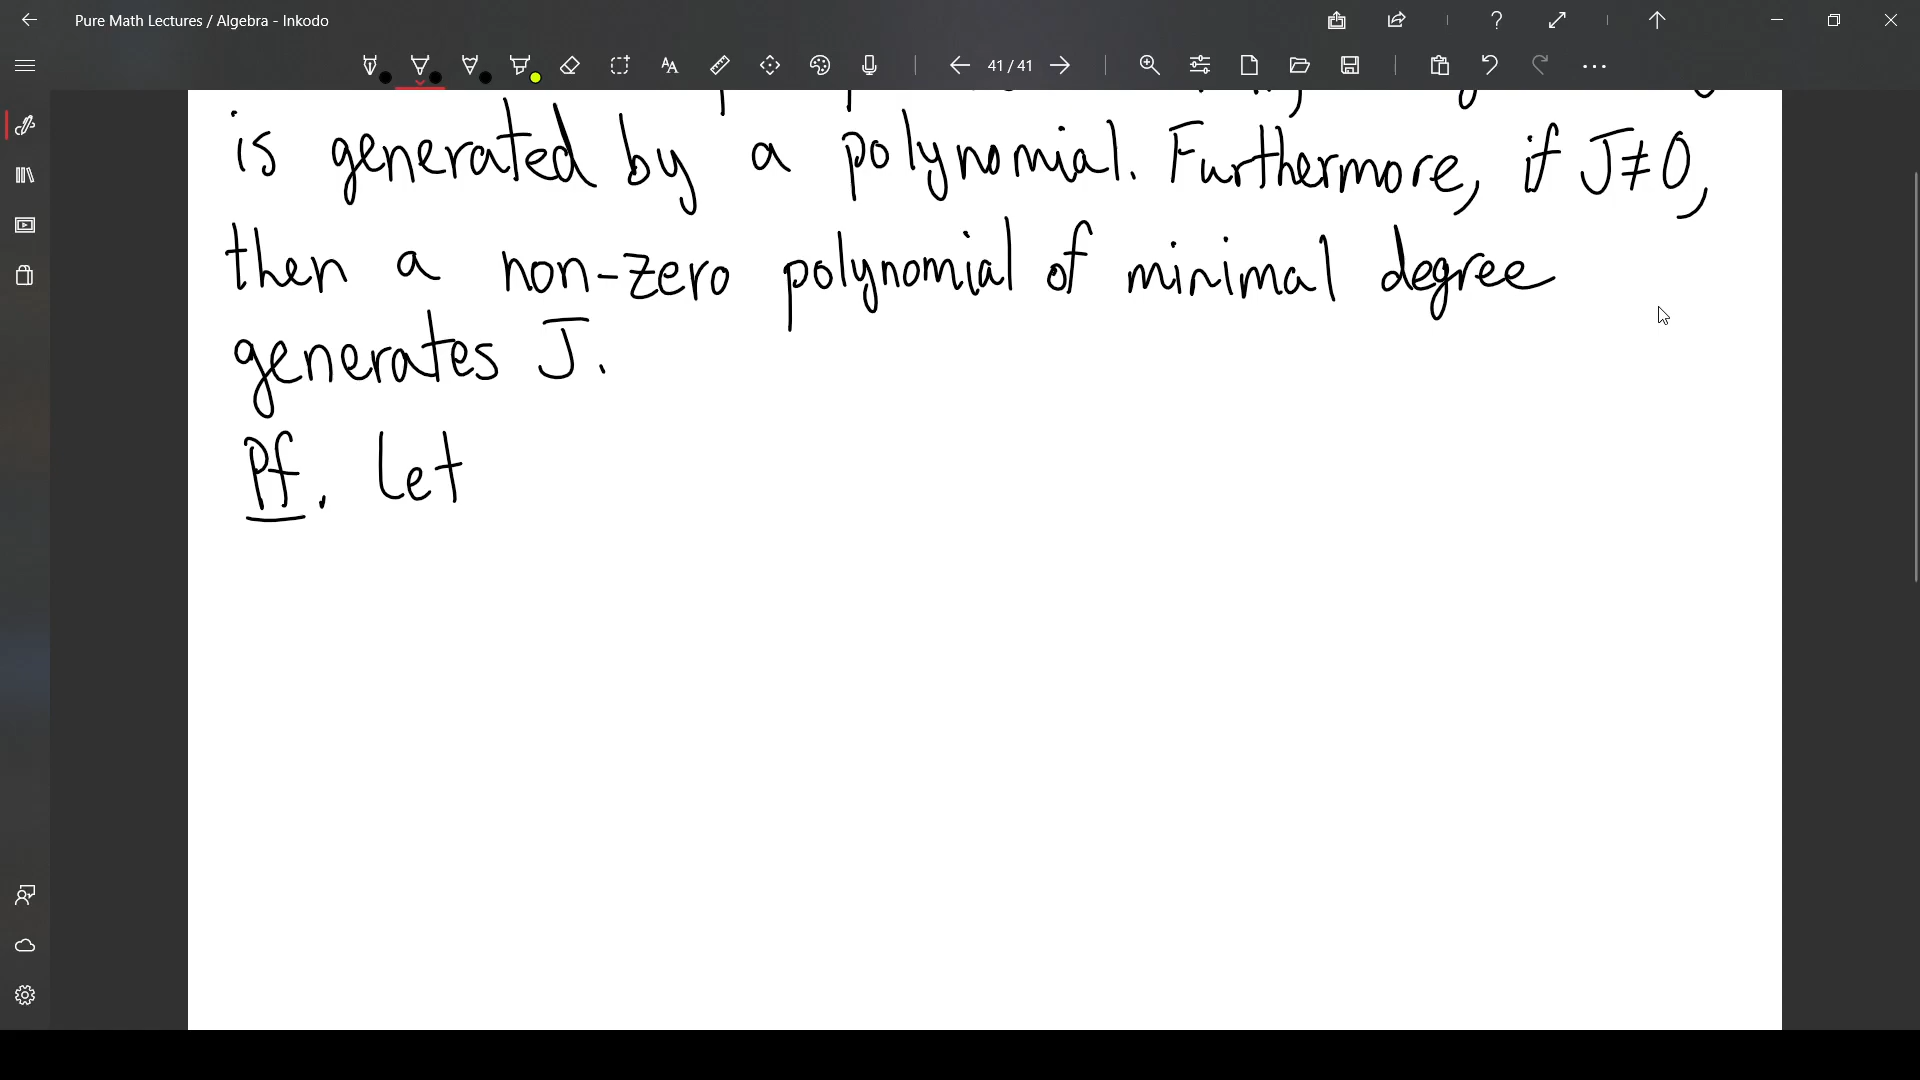 Pure Math Lectures / Algebra - Inkodo
41 / 41
is generated by a polynomial. Furthermore, if J≠0,
then a non-zero polynomial of minimal degree
generates J.
Pf. Let